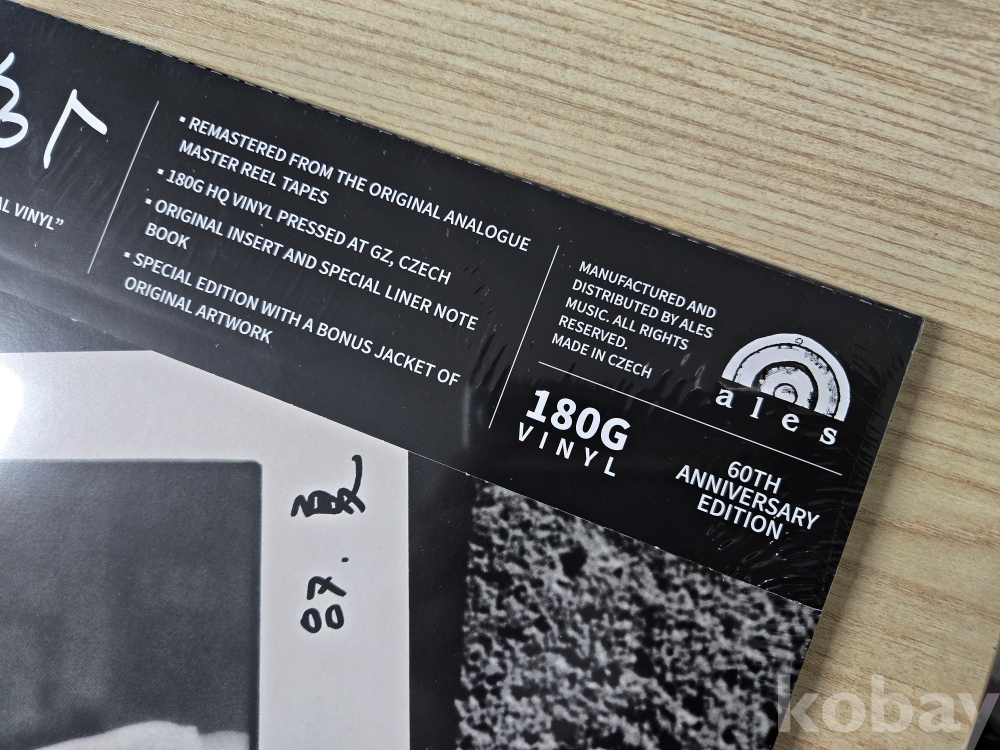 AL VINYL”
▪ REMASTERED FROM THE ORIGINAL ANALOGUE
MASTER REEL TAPES
▪ 180G HQ VINYL PRESSED AT GZ, CZECH
▪ ORIGINAL INSERT AND SPECIAL LINER NOTE
BOOK
▪ SPECIAL EDITION WITH A BONUS JACKET OF
ORIGINAL ARTWORK
MANUFACTURED AND
DISTRIBUTED BY ALES
MUSIC. ALL RIGHTS
RESERVED.
MADE IN CZECH
ales
180G
VINYL
60TH
ANNIVERSARY
EDITION
kobay